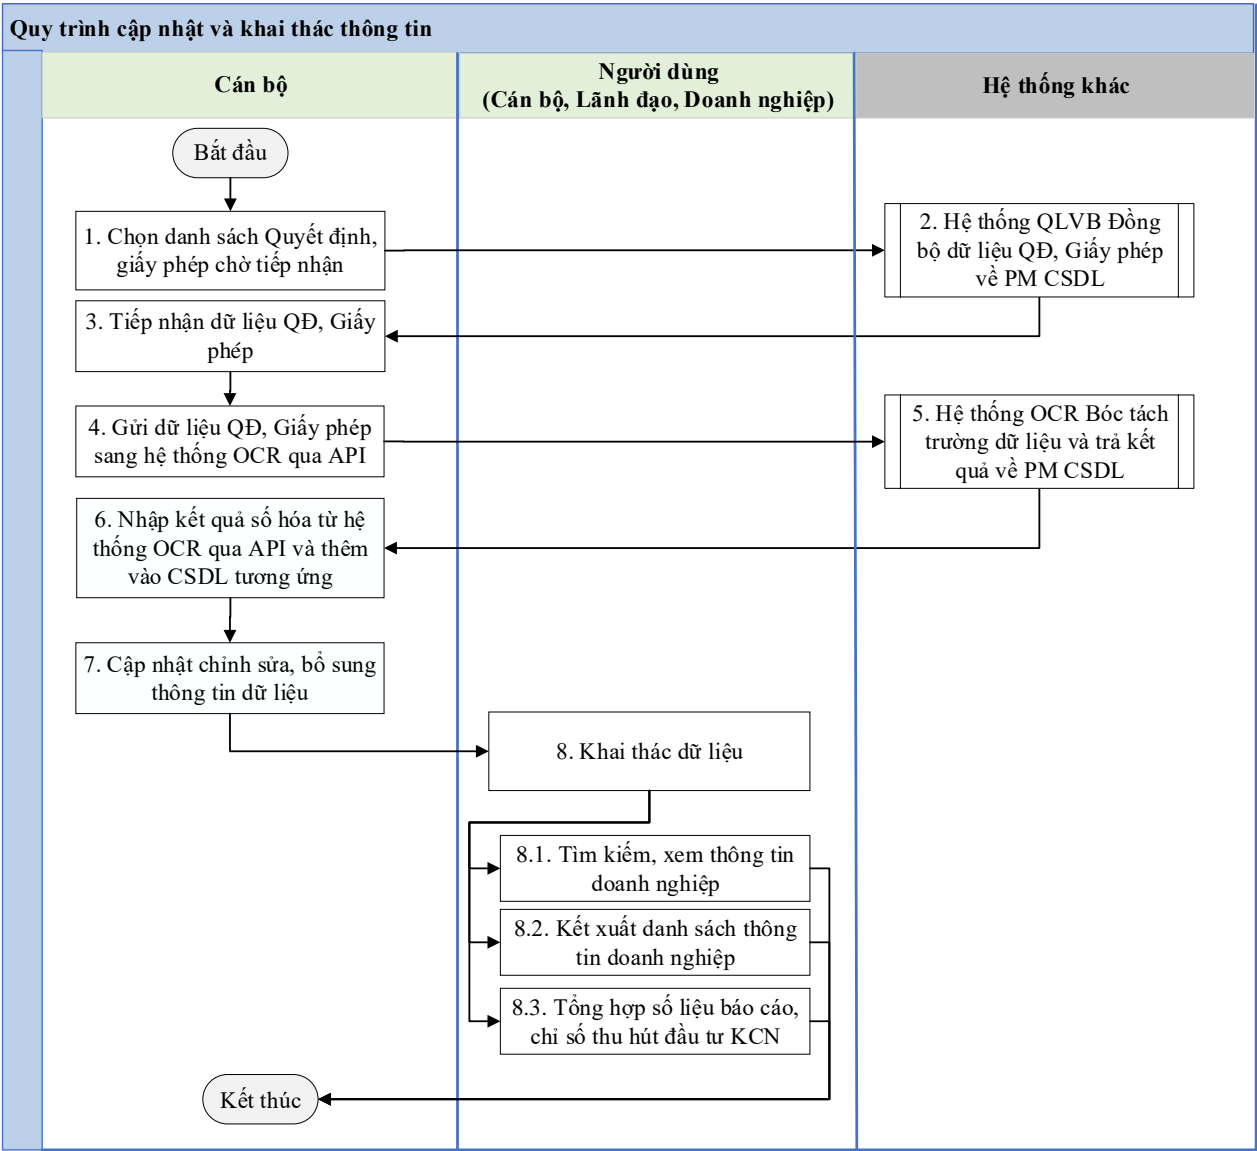 Quy trình cập nhật và khai thác thông tin
Cán bộ
Người dùng
(Cán bộ, Lãnh đạo, Doanh nghiệp)
Hệ thống khác
Bắt đầu
1. Chọn danh sách Quyết định,
giấy phép chờ tiếp nhận
2. Hệ thống QLVB Đồng
bộ dữ liệu QĐ, Giấy phép
về PM CSDL
3. Tiếp nhận dữ liệu QĐ, Giấy
phép
4. Gửi dữ liệu QĐ, Giấy phép
sang hệ thống OCR qua API
5. Hệ thống OCR Bóc tách
trường dữ liệu và trả kết
quả về PM CSDL
6. Nhập kết quả số hóa từ hệ
thống OCR qua API và thêm
vào CSDL tương ứng
7. Cập nhật chỉnh sửa, bổ sung
thông tin dữ liệu
8. Khai thác dữ liệu
8.1. Tìm kiếm, xem thông tin
doanh nghiệp
8.2. Kết xuất danh sách thông
tin doanh nghiệp
8.3. Tổng hợp số liệu báo cáo,
chỉ số thu hút đầu tư KCN
Kết thúc